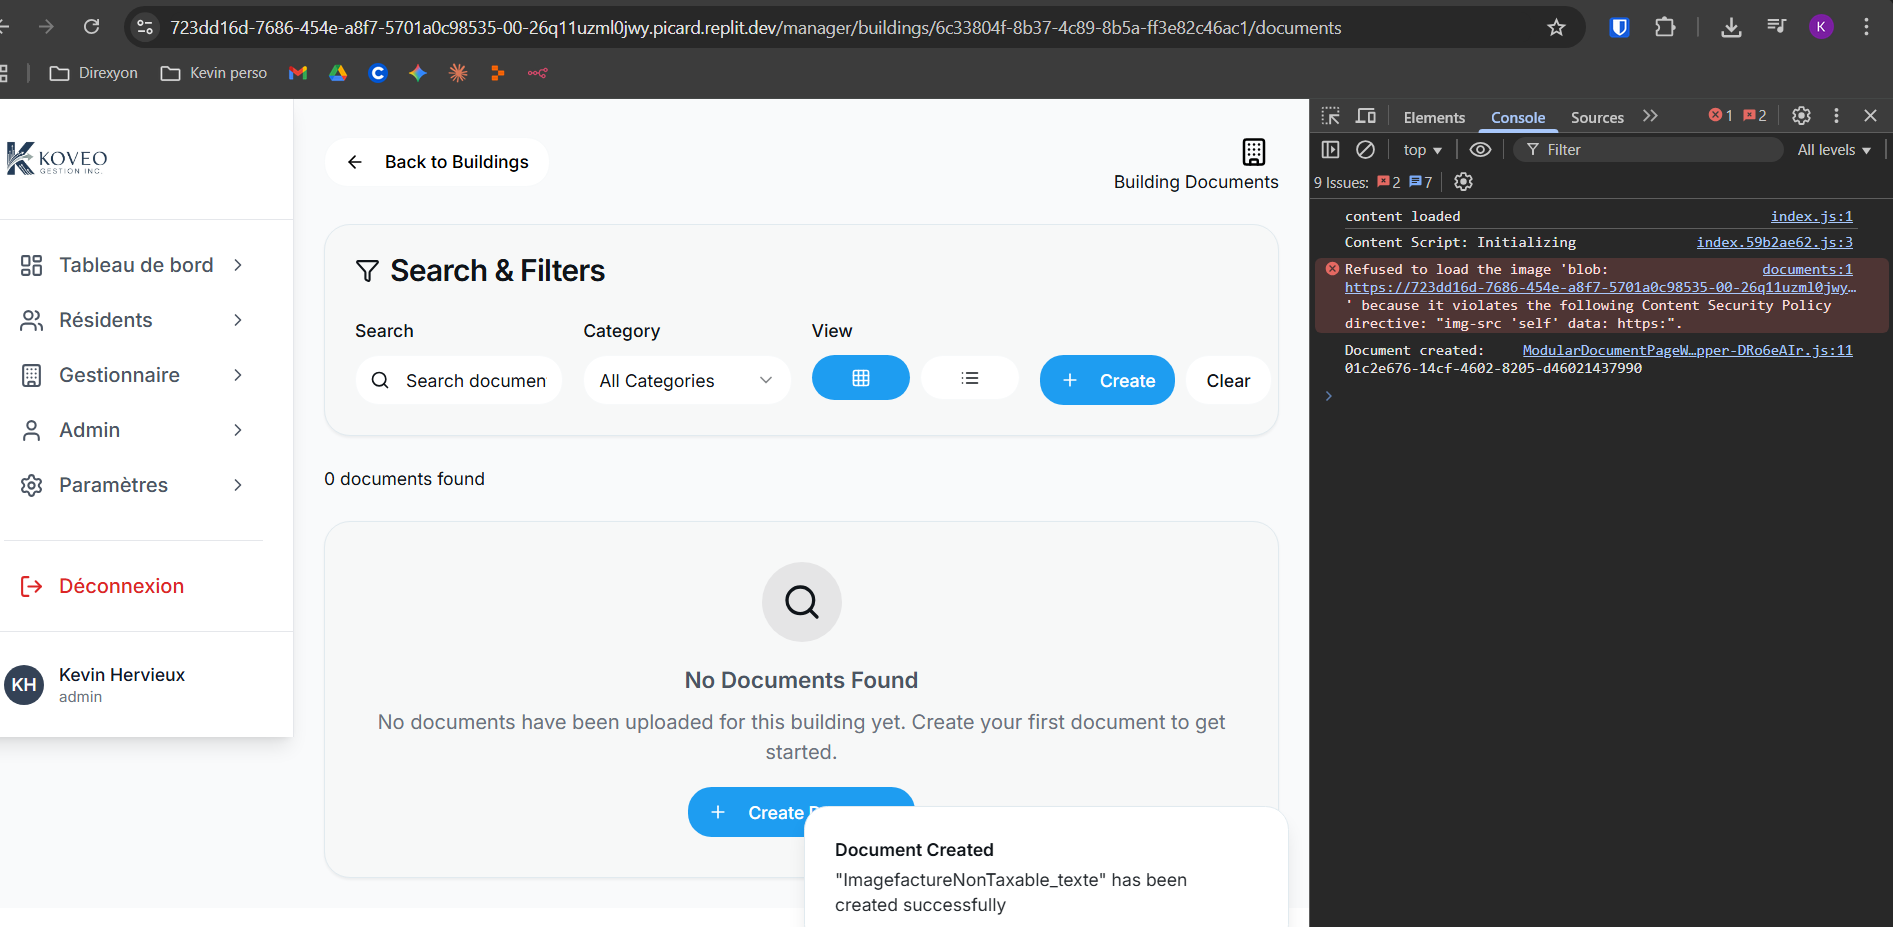 723dd16d-7686-454e-a8f7-5701a0c98535-00-26q11uzml0jwy.picard.replit.dev/manager/buildings/6c33804f-8b37-4c89-8b5a-ff3e82c46ac1/documents
K
Direxyon
Kevin perso
KOVEO
GESTION INC.
Tableau de bord
Résidents
Gestionnaire
Admin
Paramètres
Déconnexion
KH
Kevin Hervieux
admin
Back to Buildings
Building Documents
Search & Filters
Search
Category
View
Search documen
All Categories
Create
Clear
0 documents found
No Documents Found
No documents have been uploaded for this building yet. Create your first document to get
started.
Create D
Document Created
"ImagefactureNonTaxable_texte" has been
created successfully
Elements
Console
Sources
1
2
top
Filter
All levels
9 Issues:
2
7
content loaded index.js:1
Content Script: Initializing index.59b2ae62.js:3
Refused to load the image 'blob: documents:1
https://723dd16d-7686-454e-a8f7-5701a0c98535-00-26q11uzml0jwy…
' because it violates the following Content Security Policy
directive: "img-src 'self' data: https:".
Document created: ModularDocumentPageW…pper-DRo6eAIr.js:11
01c2e676-14cf-4602-8205-d46021437990